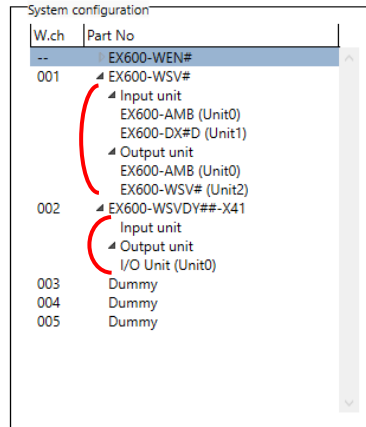 System configuration
W.ch Part No
-- EX600-WEN#
001 EX600-WSV#
Input unit
EX600-AMB (Unit0)
EX600-DX#D (Unit1)
Output unit
EX600-AMB (Unit0)
EX600-WSV# (Unit2)
002 EX600-WSVDY##-X41
Input unit
Output unit
I/O Unit (Unit0)
003 Dummy
004 Dummy
005 Dummy